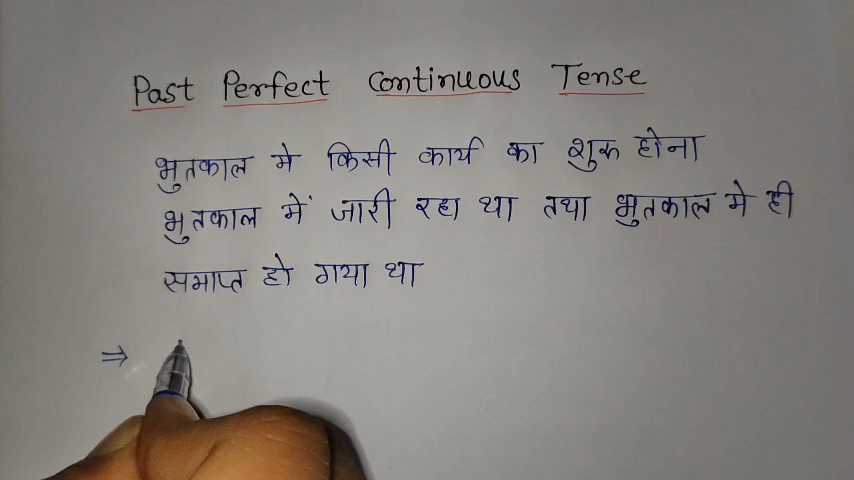 Past Perfect Continuous Tense
भुतकाल मे किसी कार्य का शुरू होना
भुतकाल में जारी रहा था तथा भुतकाल मे ही
समाप्त हो गया था
⇒